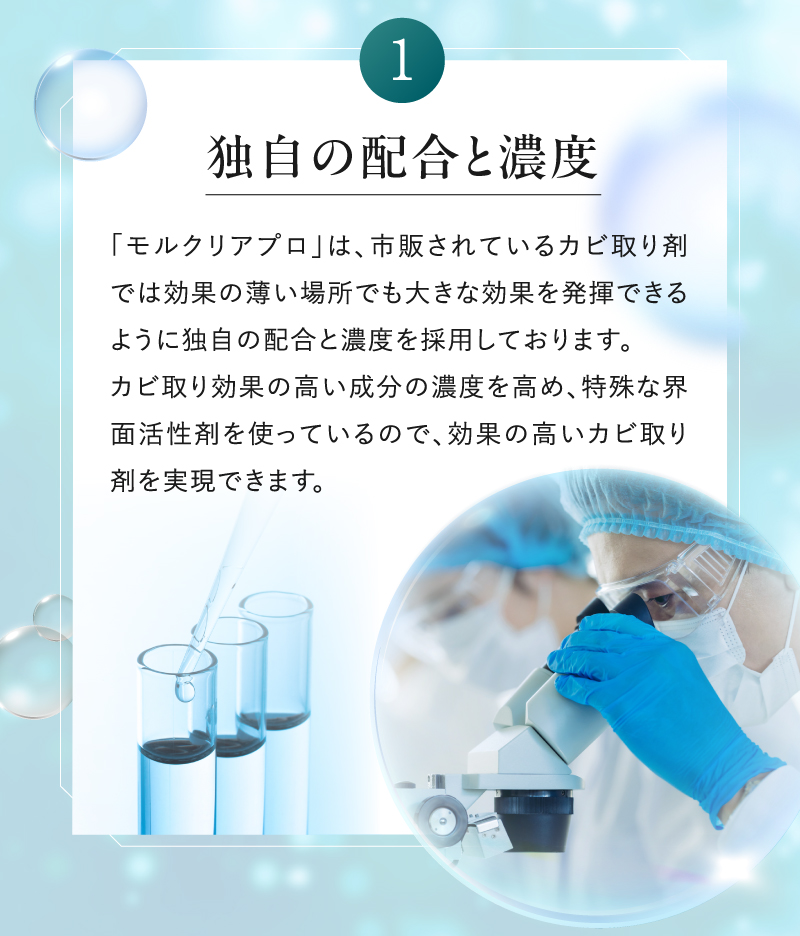 1
独自の配合と濃度
「モルクリアプロ」は、市販されているカビ取り剤
では効果の薄い場所でも大きな効果を発揮できる
ように独自の配合と濃度を採用しております。
カビ取り効果の高い成分の濃度を高め、特殊な界
面活性剤を使っているので、効果の高いカビ取り
剤を実現できます。